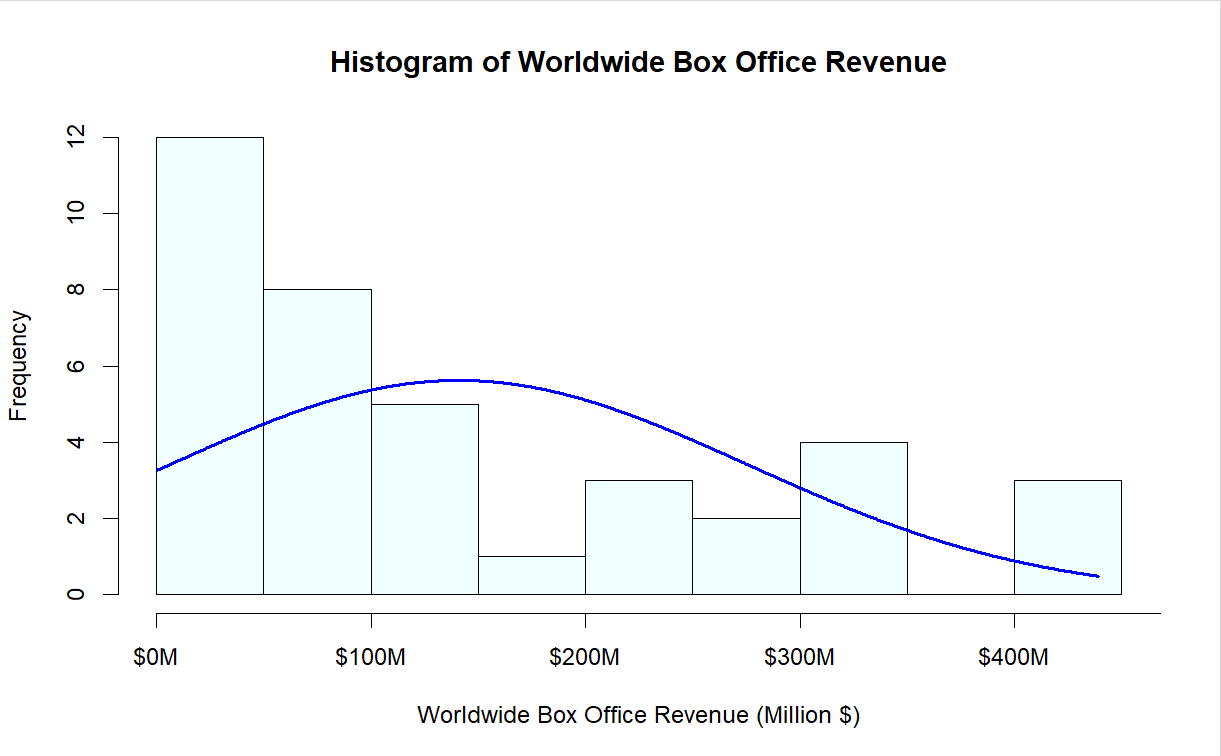 Histogram of Worldwide Box Office Revenue
12
10
8
6
4
2
0
Frequency
$0M $100M $200M $300M $400M
Worldwide Box Office Revenue (Million $)